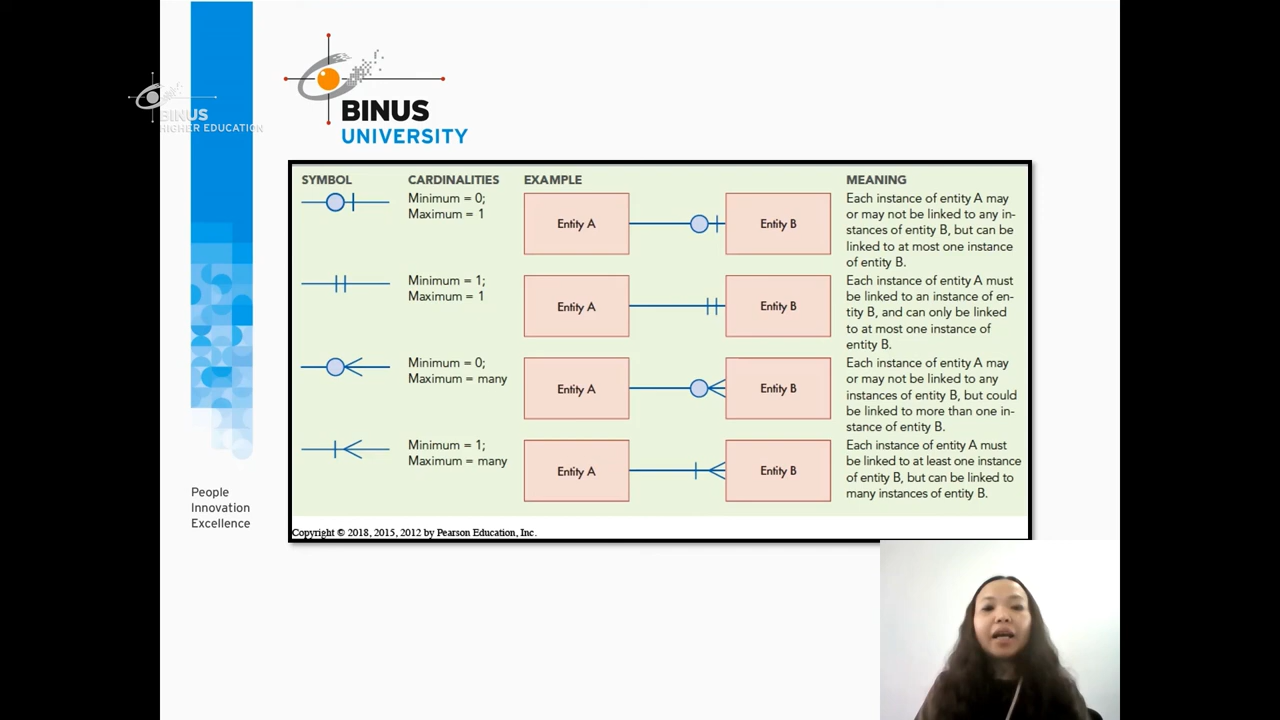 BINUS
HIGHER EDUCATION
BINUS
UNIVERSITY
SYMBOL
CARDINALITIES
EXAMPLE
MEANING
Minimum = 0;
Maximum = 1
Entity A
Entity B
Each instance of entity A may
or may not be linked to any in-
stances of entity B, but can be
linked to at most one instance
of entity B.
Minimum = 1;
Maximum = 1
Entity A
Entity B
Each instance of entity A must
be linked to an instance of en-
tity B, and can only be linked
to at most one instance of
entity B.
Minimum = 0;
Maximum = many
Entity A
Entity B
Each instance of entity A may
or may not be linked to any
instances of entity B, but could
be linked to more than one in-
stance of entity B.
Minimum = 1;
Maximum = many
Entity A
Entity B
Each instance of entity A must
be linked to at least one instance
of entity B, but can be linked to
many instances of entity B.
People
Innovation
Excellence
Copyright © 2018, 2015, 2012 by Pearson Education, Inc.